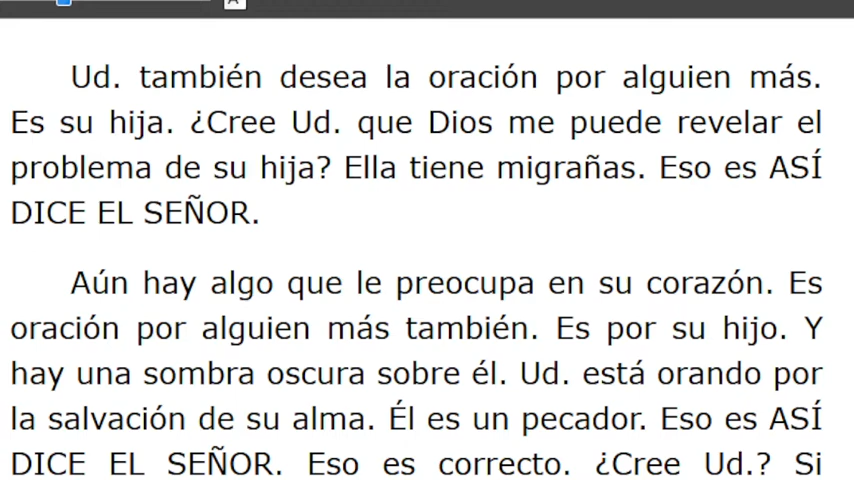 Ud. también desea la oración por alguien más.
Es su hija. ¿Cree Ud. que Dios me puede revelar el
problema de su hija? Ella tiene migrañas. Eso es ASÍ
DICE EL SEÑOR.
Aún hay algo que le preocupa en su corazón. Es
oración por alguien más también. Es por su hijo. Y
hay una sombra oscura sobre él. Ud. está orando por
la salvación de su alma. Él es un pecador. Eso es ASÍ
DICE EL SEÑOR. Eso es correcto. ¿Cree Ud.? Si